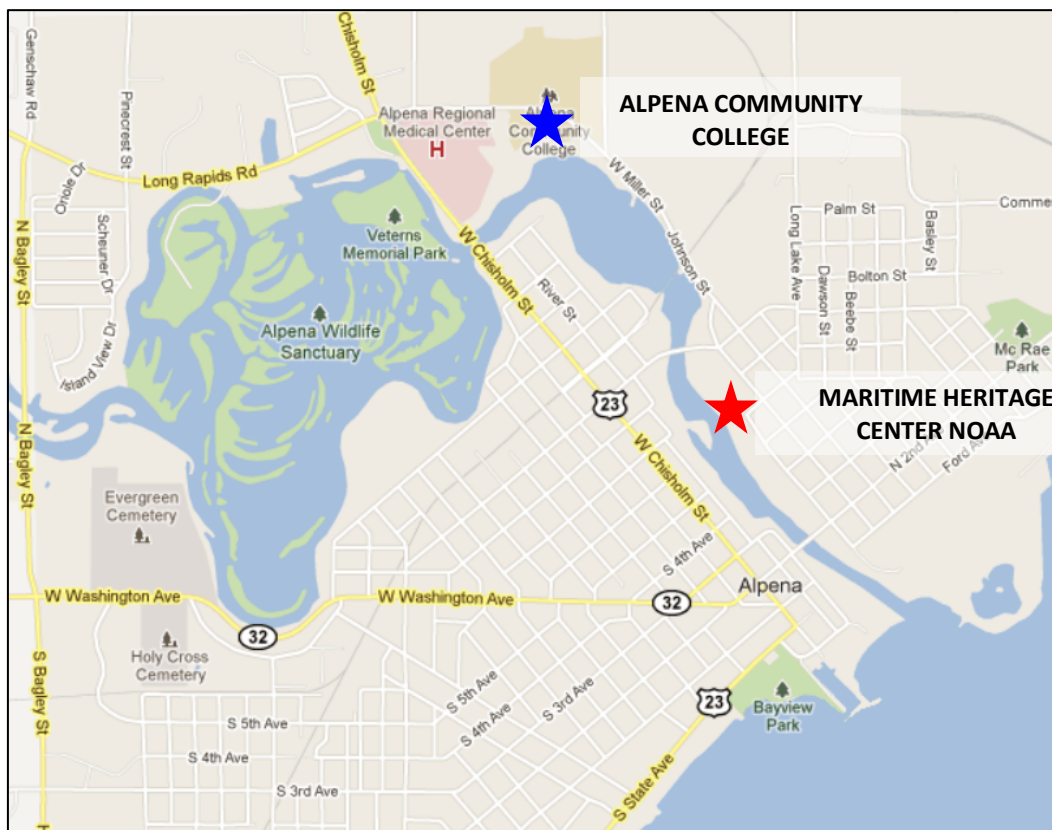 Genschaw Rd
Pinecrest St
Chisholm St
Alpena Regional
Medical Center
H
Alpena
Community
College
ALPENA COMMUNITY
COLLEGE
Long Rapids Rd
Oriole Dr
Scheuner Dr
N Bagley St
W Miller St
Johnson St
Palm St
Basley St
Comme
Long Lake Ave
Dawson St
Bolton St
Beebe St
Veterns
Memorial Park
W Chisholm St
River St
Alpena Wildlife
Sanctuary
Island View Dr
Mc Rae
Park
23
MARITIME HERITAGE
CENTER NOAA
N 2nd A
Ford Av
N Bagley St
W Chisholm St
Evergreen
Cemetery
S 4th Ave
Alpena
W Washington Ave
W Washington Ave
32
32
Holy Cross
Cemetery
S Bagley St
S 5th Ave
S 4th Ave
S 3rd Ave
23
Bayview
Park
S 5th Ave
S 4th Ave
S 3rd Ave
S State Ave